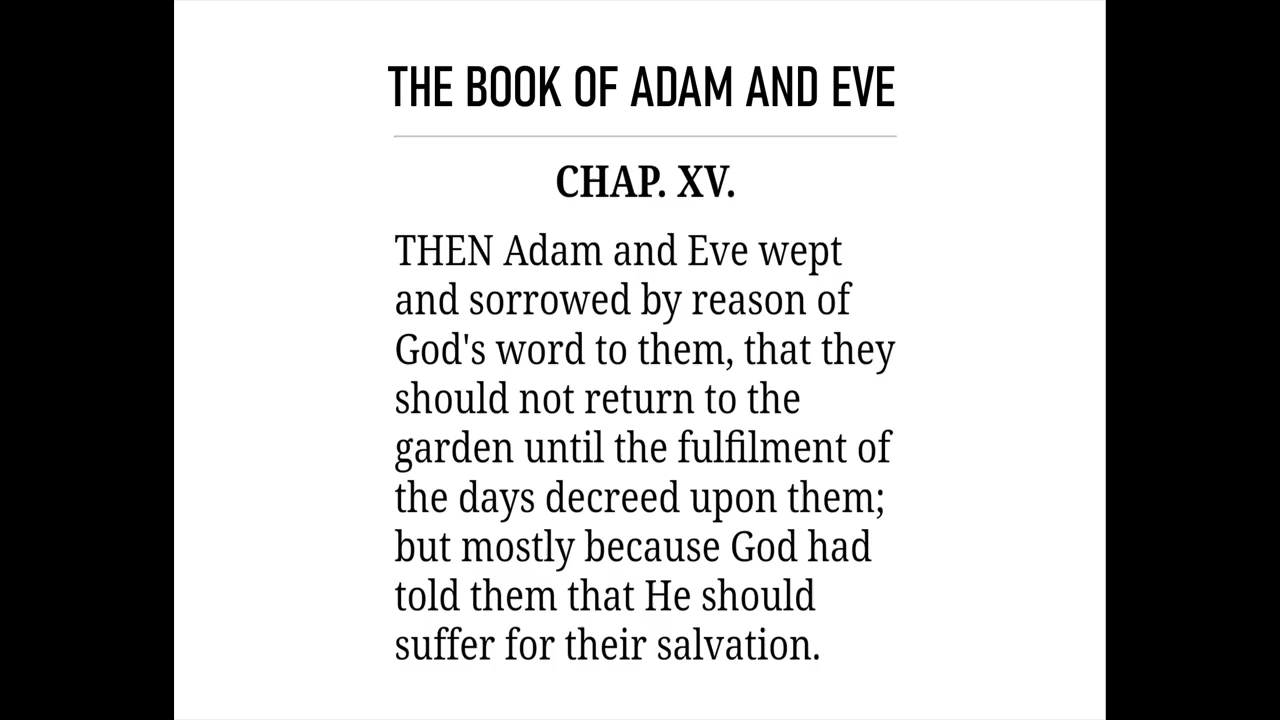 THE BOOK OF ADAM AND EVE
CHAP. XV.
THEN Adam and Eve wept
and sorrowed by reason of
God's word to them, that they
should not return to the
garden until the fulfilment of
the days decreed upon them;
but mostly because God had
told them that He should
suffer for their salvation.